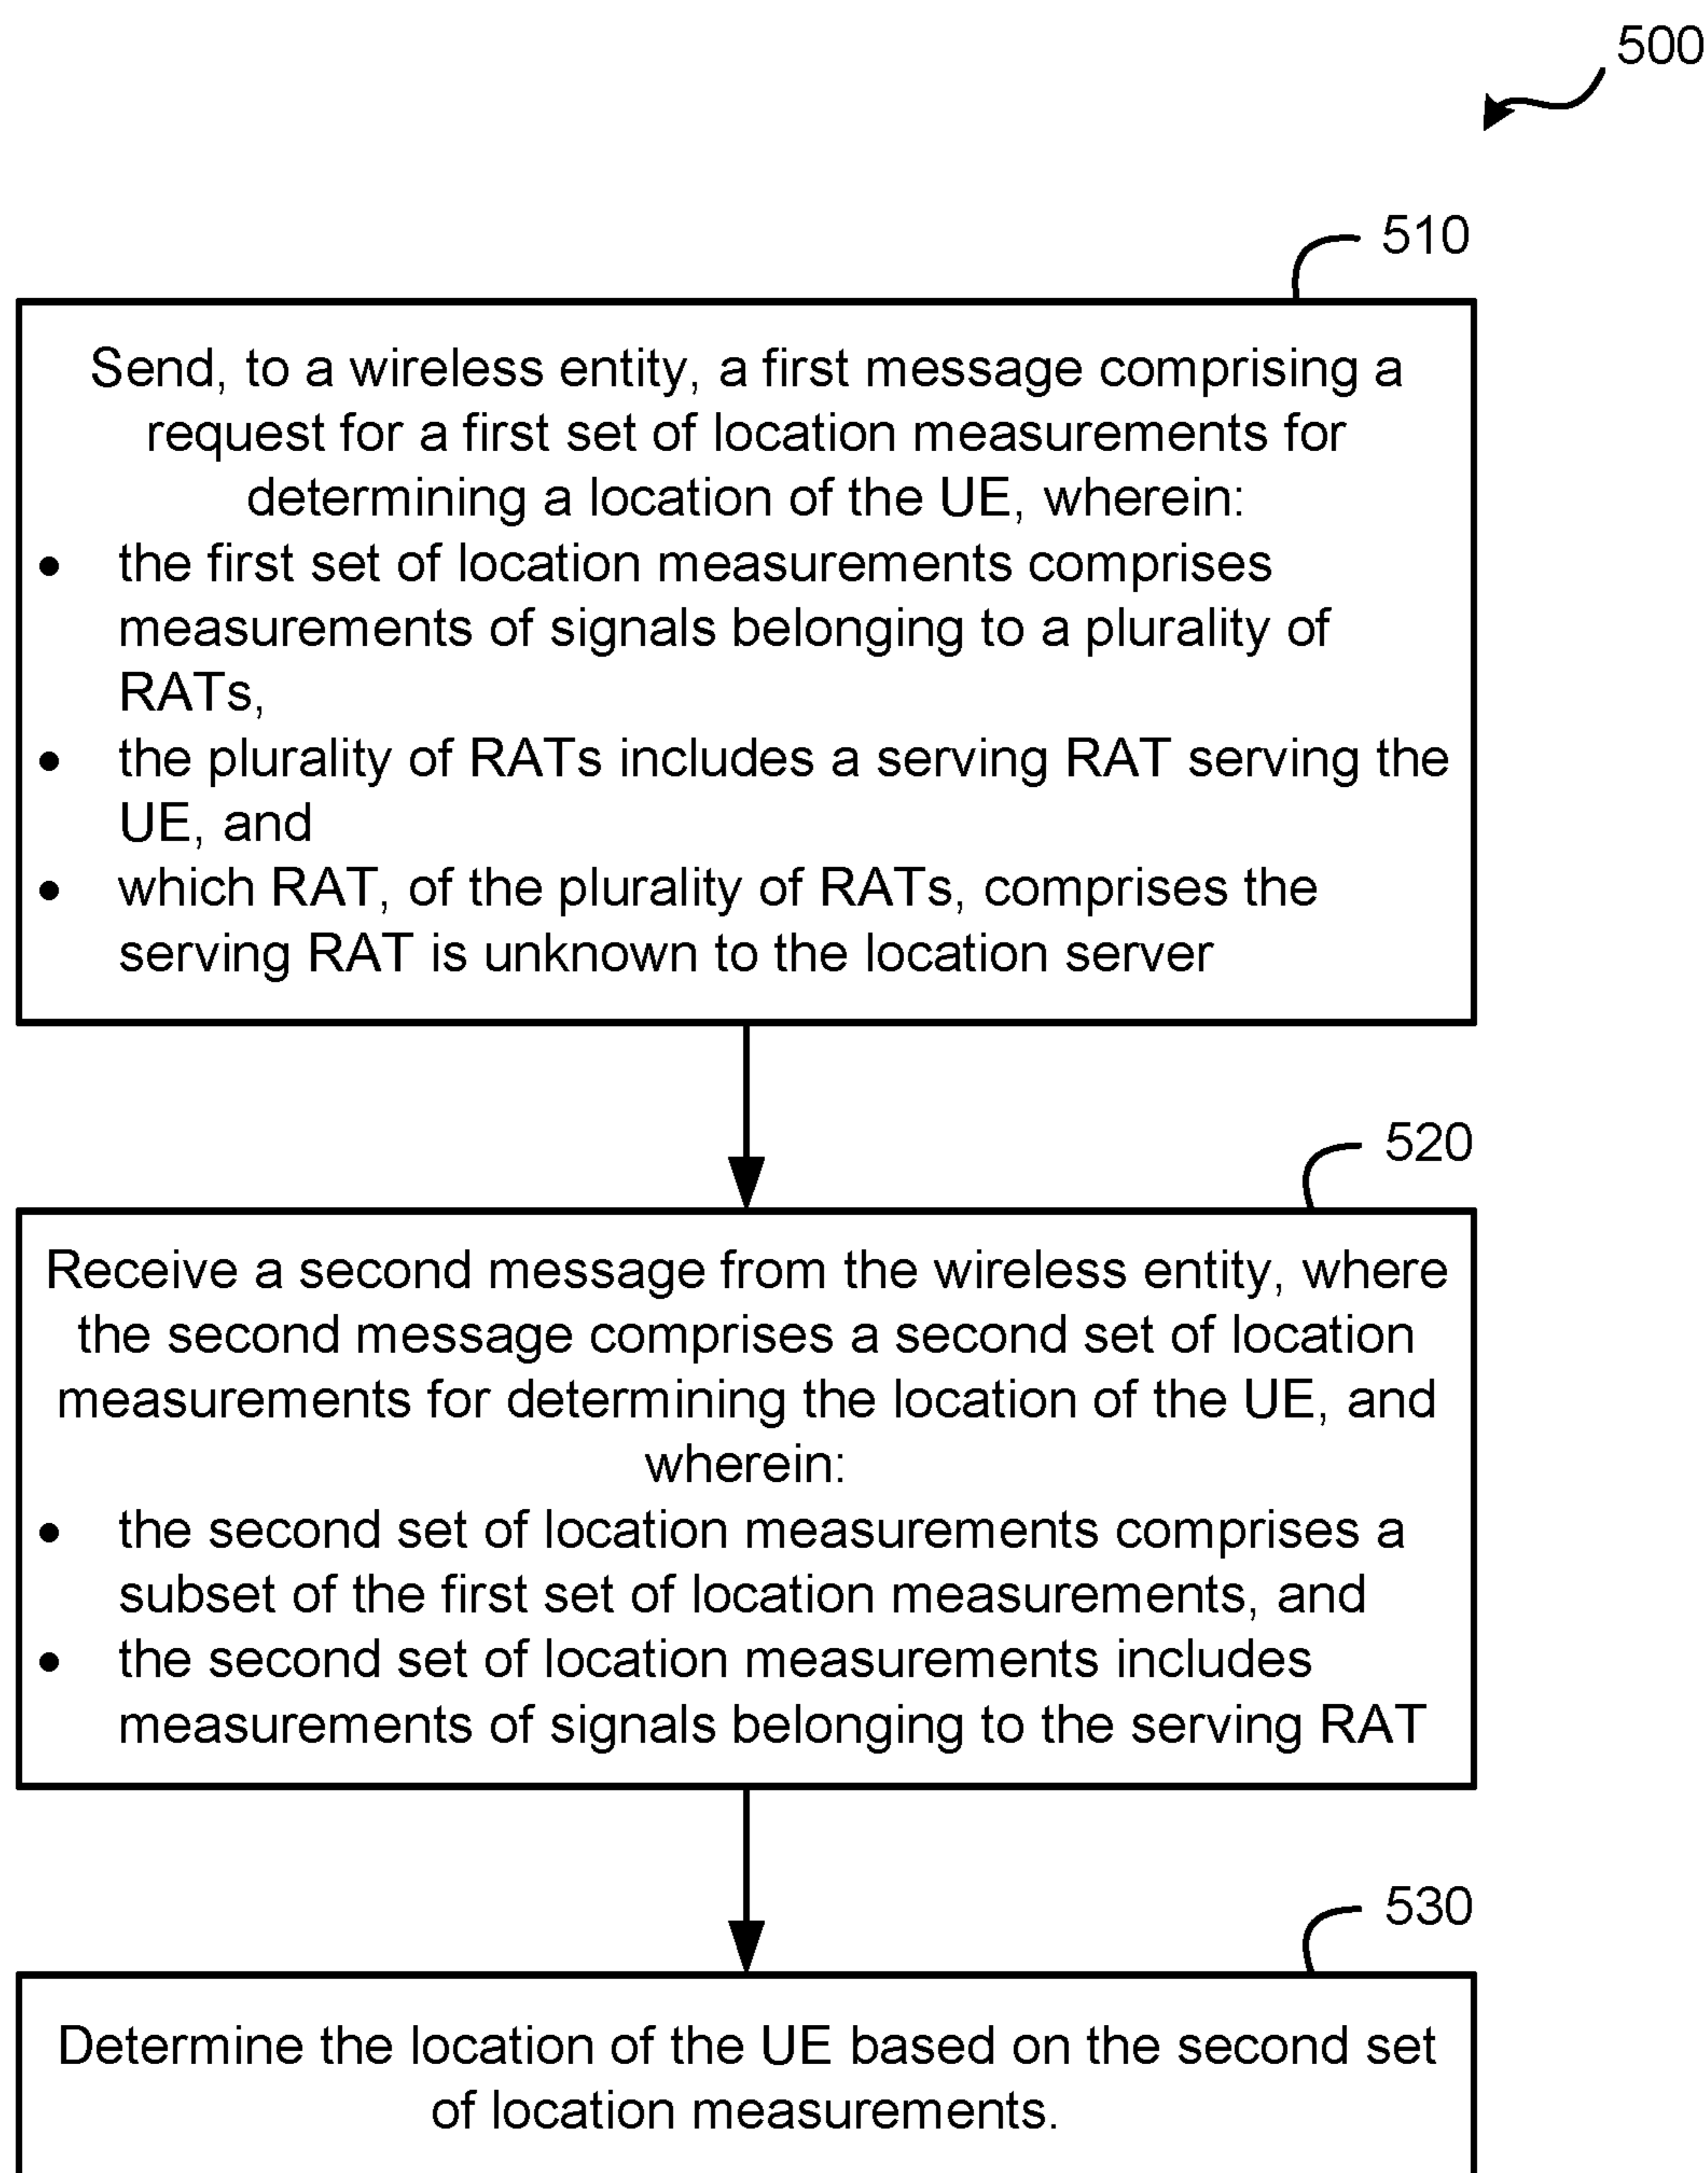 500
510
Send, to a wireless entity, a first message comprising a
request for a first set of location measurements for
determining a location of the UE, wherein:
• the first set of location measurements comprises
measurements of signals belonging to a plurality of
RATs,
• the plurality of RATs includes a serving RAT serving the
UE, and
• which RAT, of the plurality of RATs, comprises the
serving RAT is unknown to the location server
520
Receive a second message from the wireless entity, where
the second message comprises a second set of location
measurements for determining the location of the UE, and
wherein:
• the second set of location measurements comprises a
subset of the first set of location measurements, and
• the second set of location measurements includes
measurements of signals belonging to the serving RAT
530
Determine the location of the UE based on the second set
of location measurements.